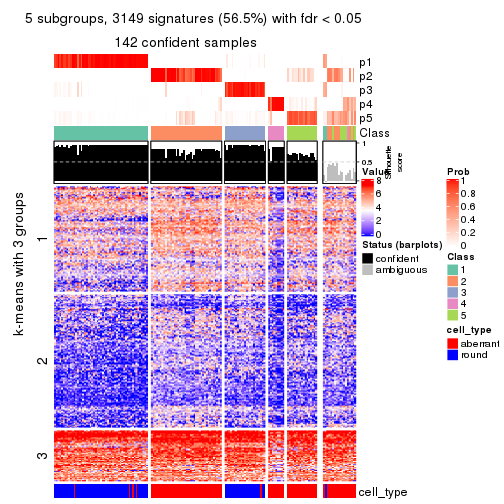 5 subgroups, 3149 signatures (56.5%) with fdr < 0.05
142 confident samples
p1
p2
p3
p4
p5
Class
1
0.5
0
Silhouette
score
k-means with 3 groups
1
2
3
Value
8
6
4
2
0
Status (barplots)
confident
ambiguous
Prob
1
0.8
0.6
0.4
0.2
0
Class
1
2
3
4
5
cell_type
aberrant
round
cell_type